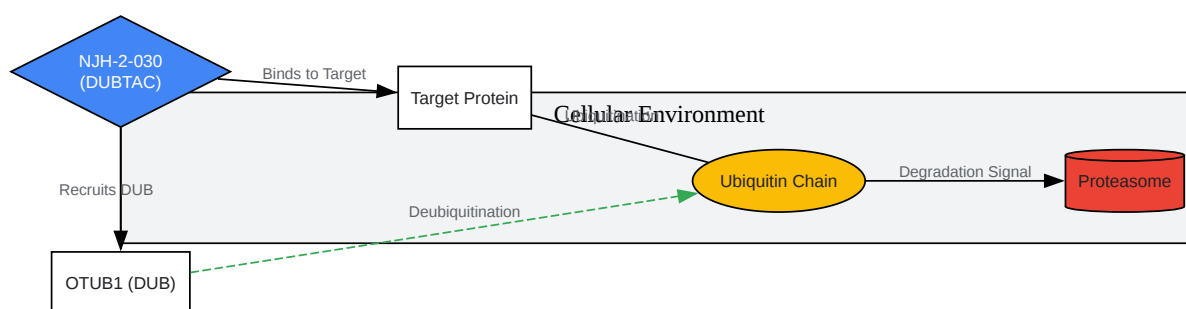 NJH-2-030
(DUBTAC)
Binds to Target
Target Protein
Cellular Environment
Ubiquitination
Ubiquitin Chain
Degradation Signal
Proteasome
Recruits DUB
Deubiquitination
OTUB1 (DUB)